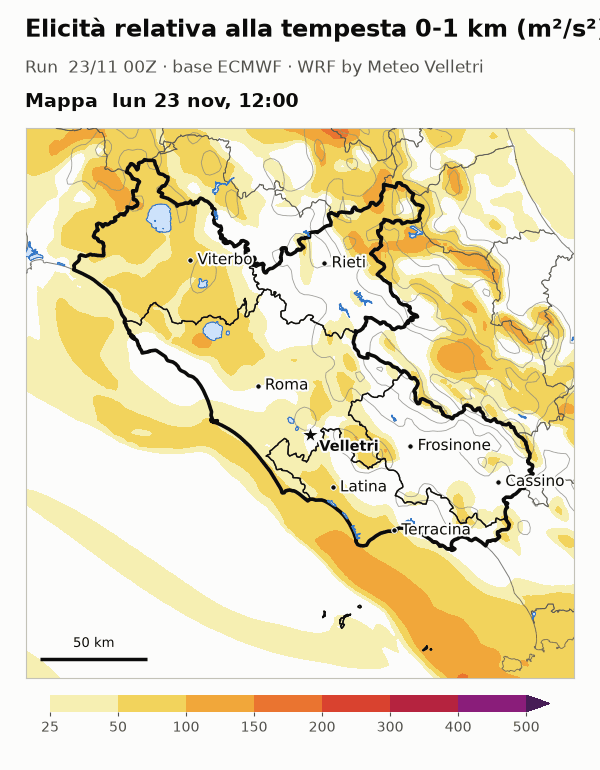 Elicità relativa alla tempesta 0-1 km (m²/s²)
Run  23/11 00Z · base ECMWF · WRF by Meteo Velletri
Mappa  lun 23 nov, 12:00
Viterbo
Rieti
Roma
Velletri
Frosinone
Cassino
Latina
Terracina
50 km
25 50 100 150 200 300 400 500